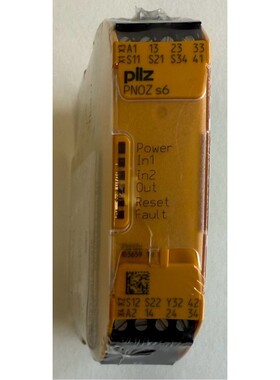 A1 13 23 33
S11 S21 S34 41
pilz
PNOZ s6
Power
In1
In2
Out
Reset
Fault
S12 S22 Y32 42
A2 14 24 34